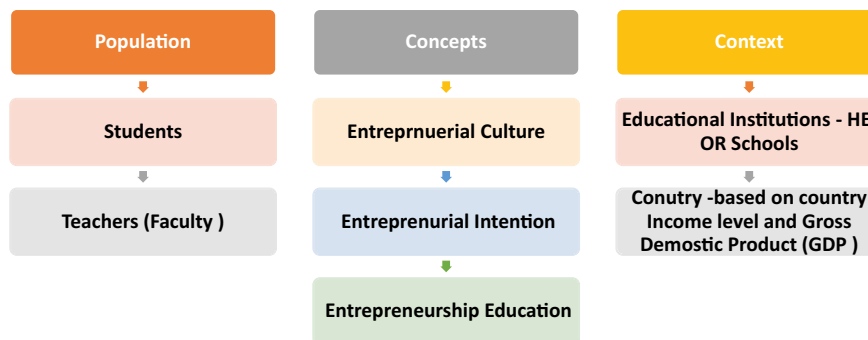 Population
Students
Teachers (Faculty )
Concepts
Entreprnuerial Culture
Entreprenurial Intention
Entrepreneurship Education
Context
Educational Institutions - HE
OR Schools
Conutry -based on country
Income level and Gross
Demostic Product (GDP )